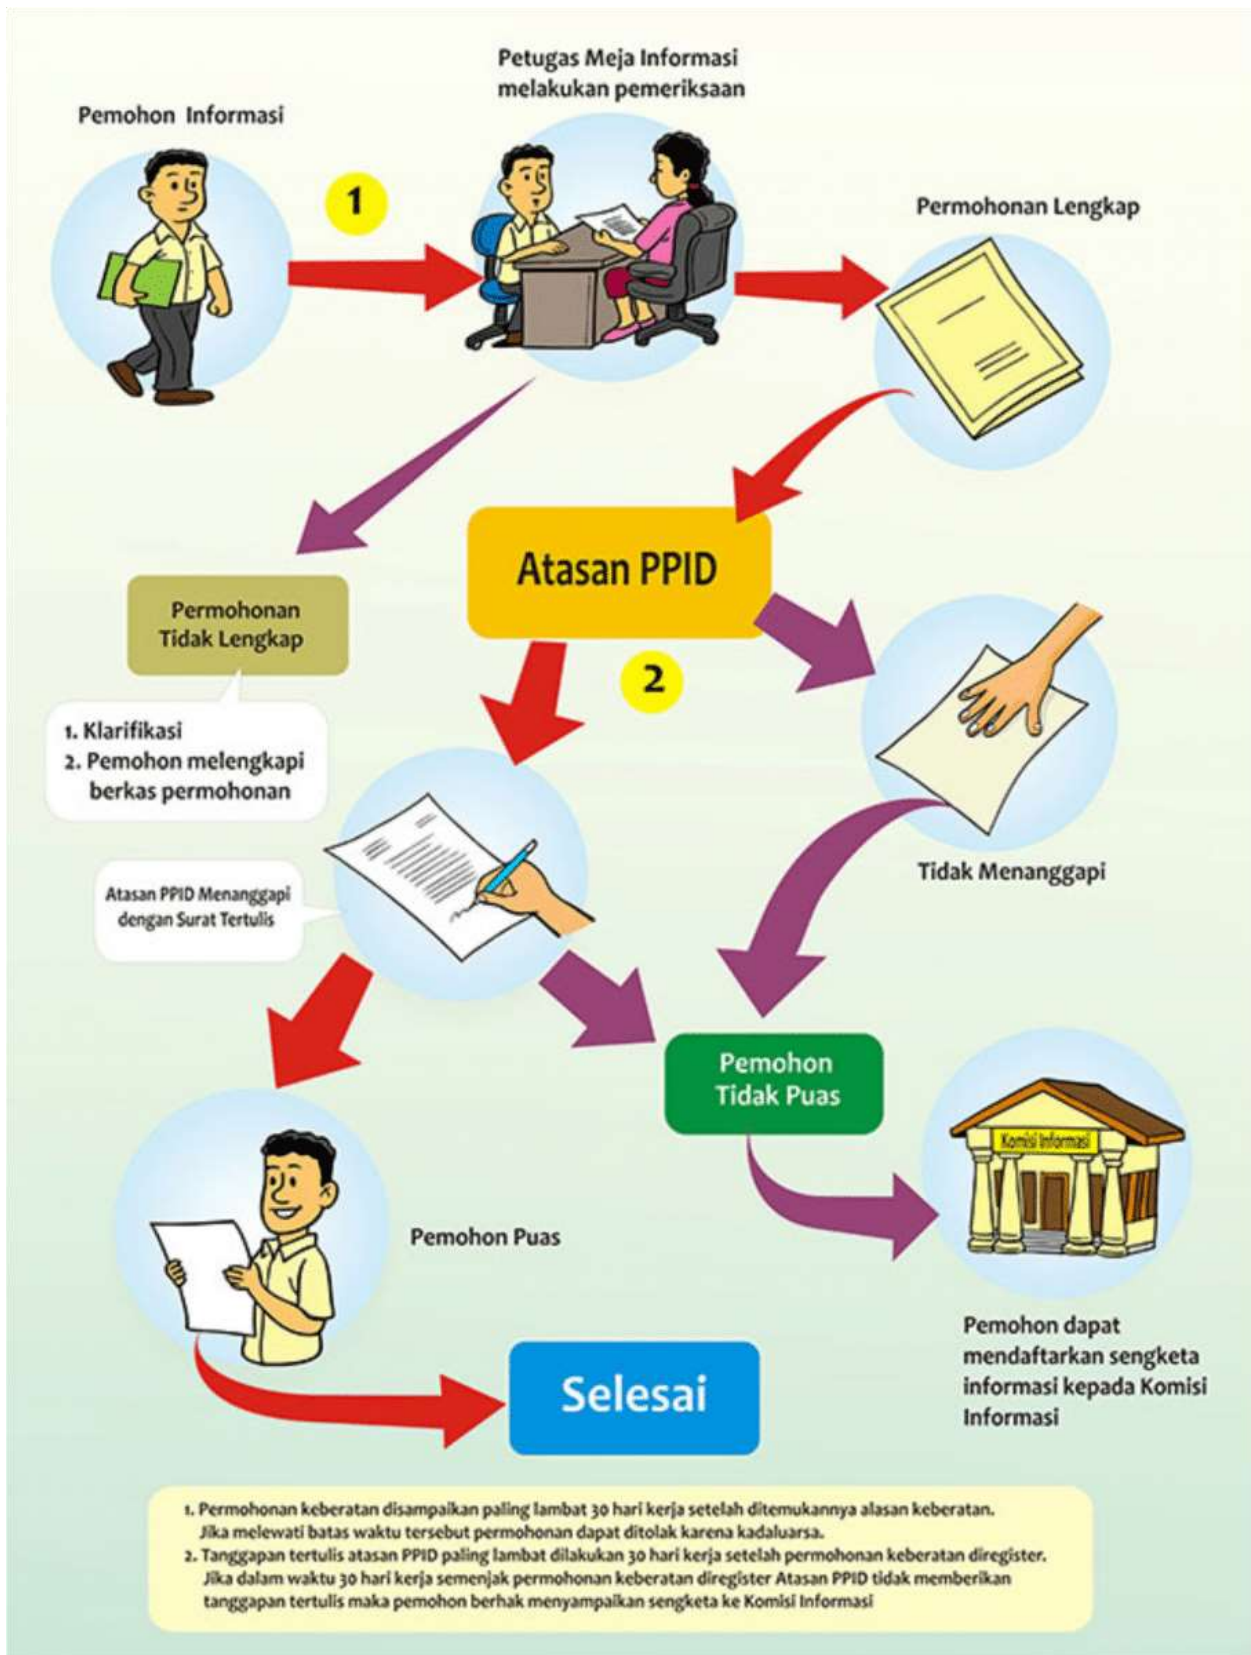 Petugas Meja Informasi
melakukan pemeriksaan
Pemohon Informasi
1
Permohonan Lengkap
Atasan PPID
Permohonan
Tidak Lengkap
2
1. Klarifikasi
2. Pemohon melengkapi
berkas permohonan
Atasan PPID Menanggapi
dengan Surat Tertulis
Tidak Menanggapi
Pemohon
Tidak Puas
Komisi Informasi
Pemohon Puas
Pemohon dapat
mendaftarkan sengketa
informasi kepada Komisi
Informasi
Selesai
1. Permohonan keberatan disampaikan paling lambat 30 hari kerja setelah ditemukannya alasan keberatan.
Jika melewati batas waktu tersebut permohonan dapat ditolak karena kadaluarsa.
2. Tanggapan tertulis atasan PPID paling lambat dilakukan 30 hari kerja setelah permohonan keberatan diregister.
Jika dalam waktu 30 hari kerja semenjak permohonan keberatan diregister Atasan PPID tidak memberikan
tanggapan tertulis maka pemohon berhak menyampaikan sengketa ke Komisi Informasi